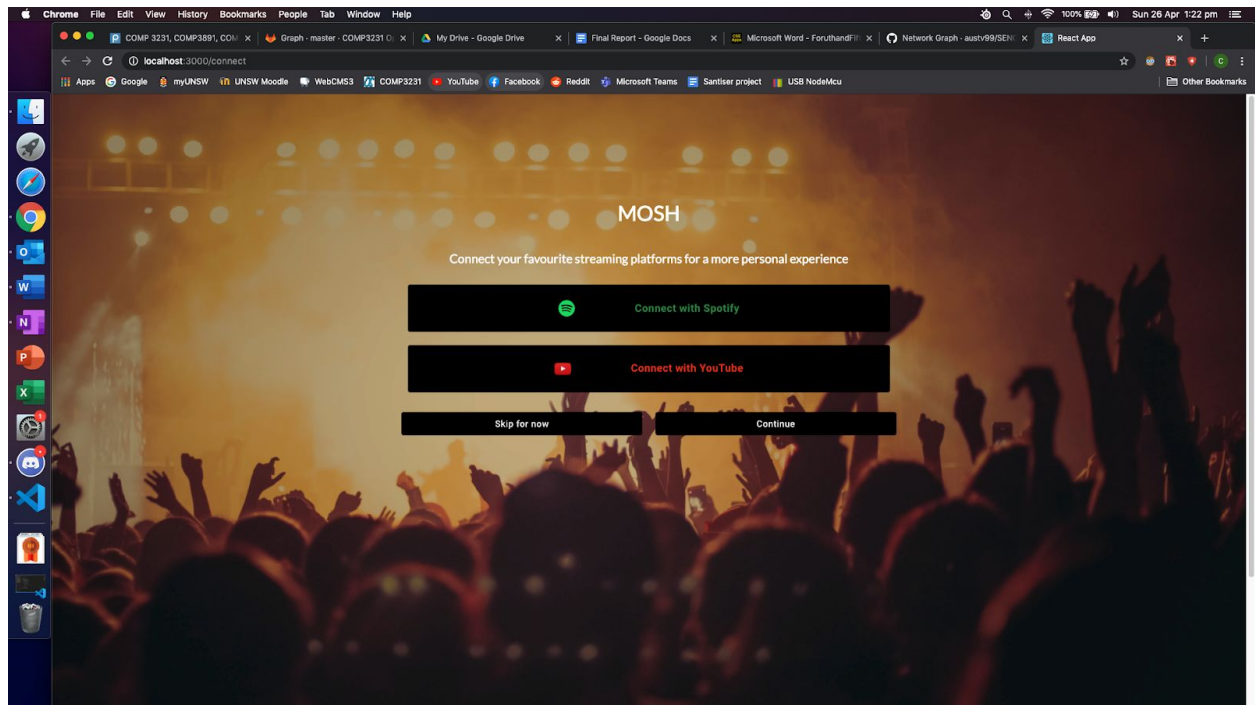 Chrome File Edit View History Bookmarks People Tab Window Help 100% Sun 26 Apr 1:22 pm
COMP 3231, COMP3891, COM Graph · master · COMP3231 O My Drive - Google Drive Final Report - Google Docs Microsoft Word - ForuthandFif Network Graph · austv99/SEN React App
localhost:3000/connect
Apps Google myUNSW UNSW Moodle WebCMS3 COMP3231 YouTube Facebook Reddit Microsoft Teams Santiser project USB NodeMcu Other Bookmarks
MOSH
Connect your favourite streaming platforms for a more personal experience
Connect with Spotify
Connect with YouTube
Skip for now Continue